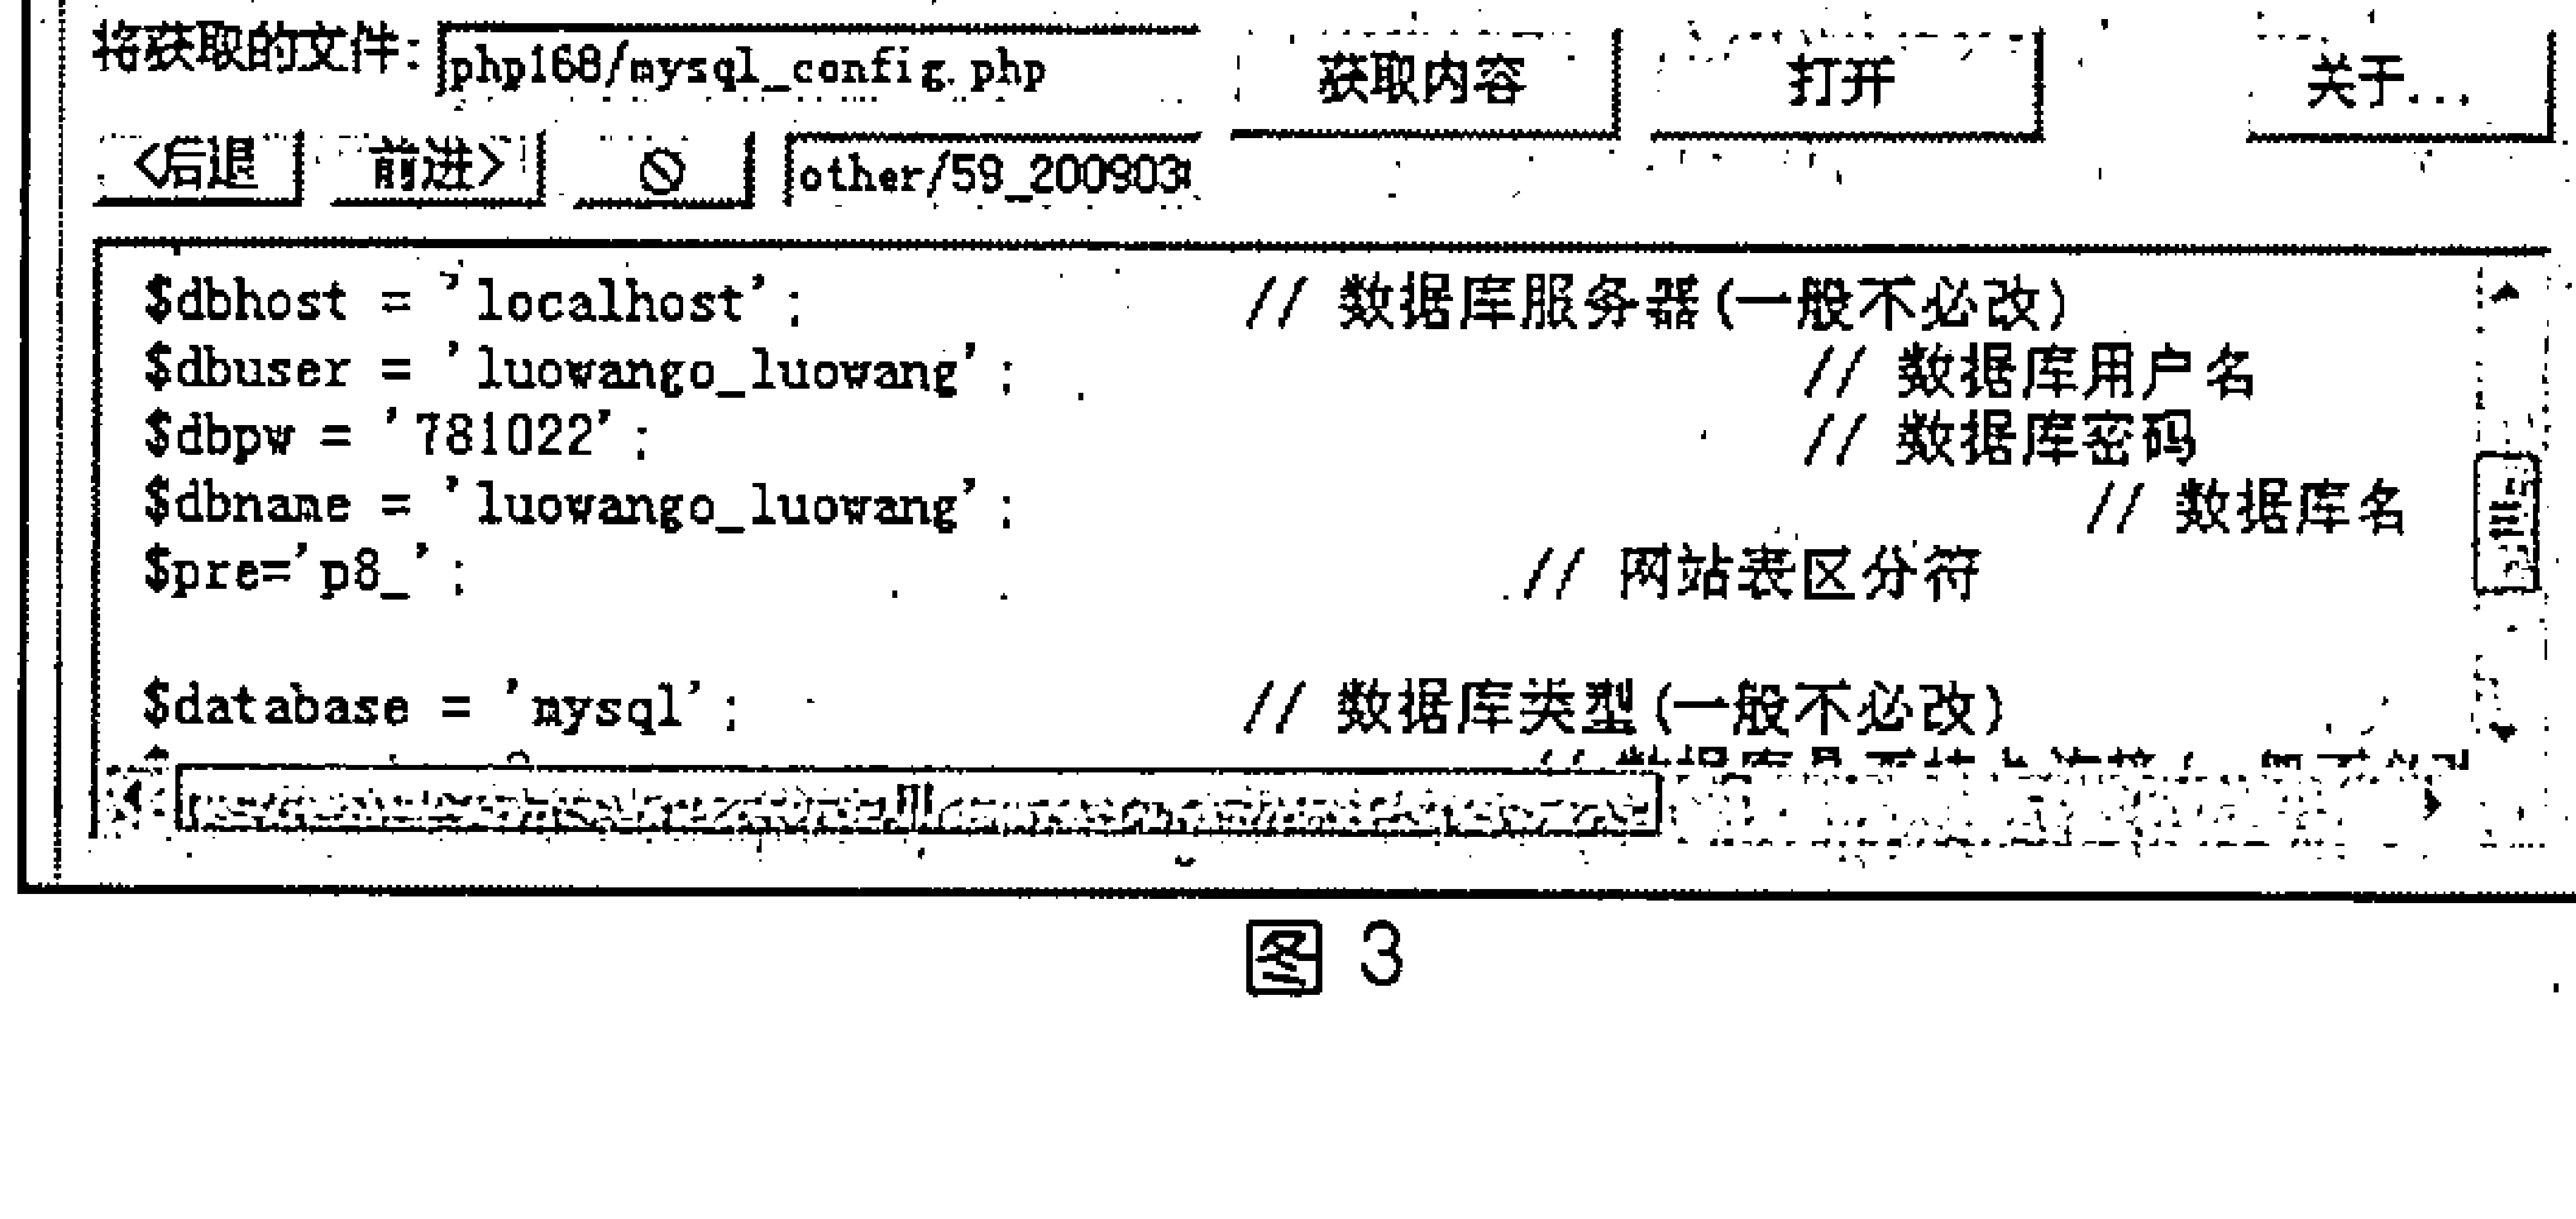 将获取的文件: php168/mysql_config.php 获取内容 打开 关于...
<后退 前进> other/59_200903
$dbhost = 'localhost'; // 数据库服务器(一般不必改)
$dbuser = 'luowango_luowang'; // 数据库用户名
$dbpw = '781022'; // 数据库密码
$dbname = 'luowango_luowang'; // 数据库名
$pre='p8_'; // 网站表区分符
$database = 'mysql'; // 数据库类型(一般不必改)
图 3